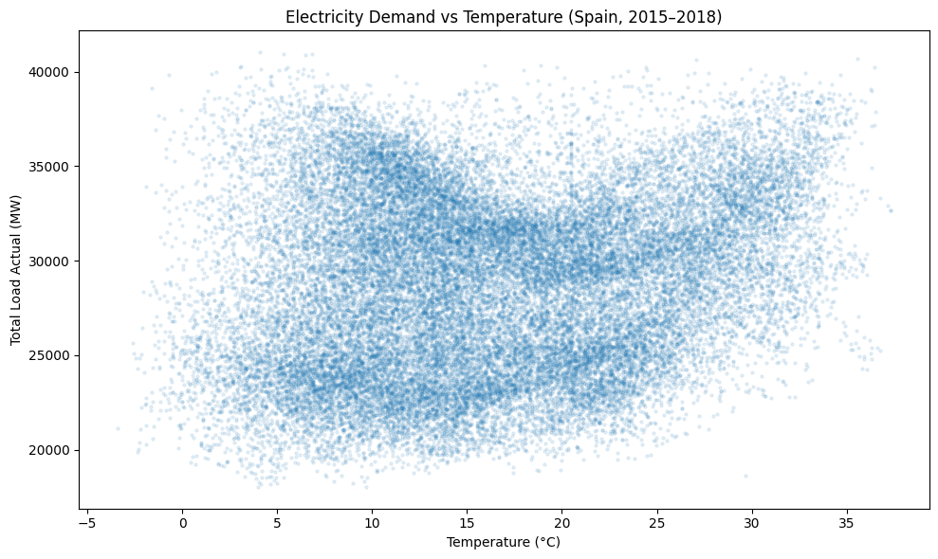 Electricity Demand vs Temperature (Spain, 2015–2018)
Total Load Actual (MW)
40000
35000
30000
25000
20000
−5 0 5 10 15 20 25 30 35
Temperature (°C)